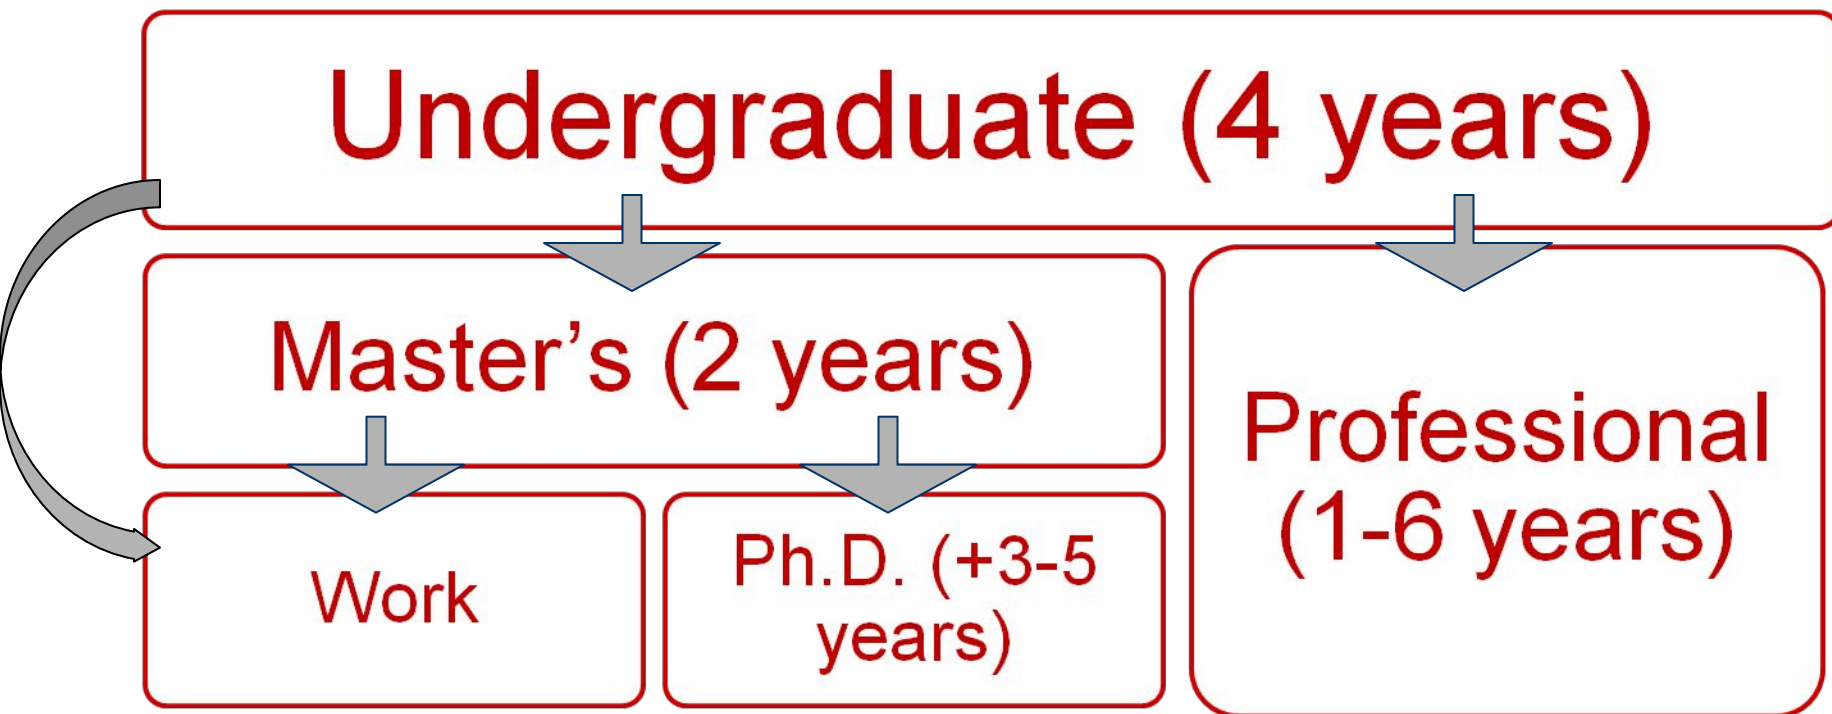 Undergraduate (4 years)
Master’s (2 years)
Professional
(1-6 years)
Work
Ph.D. (+3-5
years)